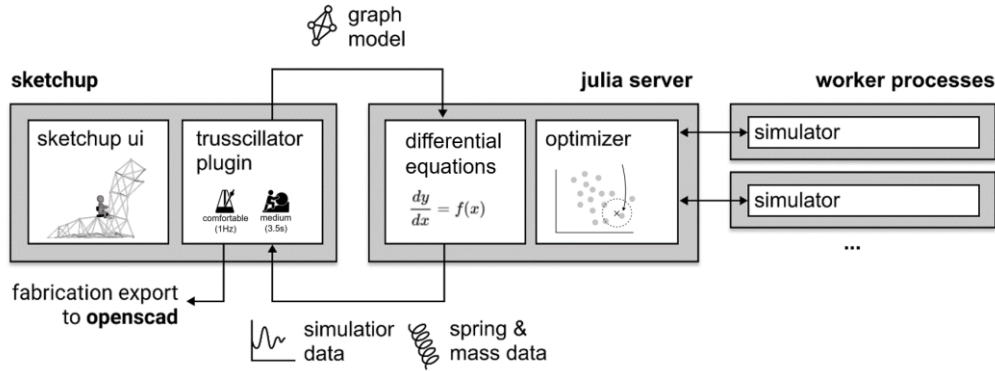 graph
model
sketchup
julia server
worker processes
sketchup ui
trusscillator
plugin
comfortable
(1Hz)
medium
(3.5s)
differential
equations
dy
dx
= f(x)
optimizer
simulator
simulator
...
fabrication export
to openscad
simulatior
data
spring &
mass data